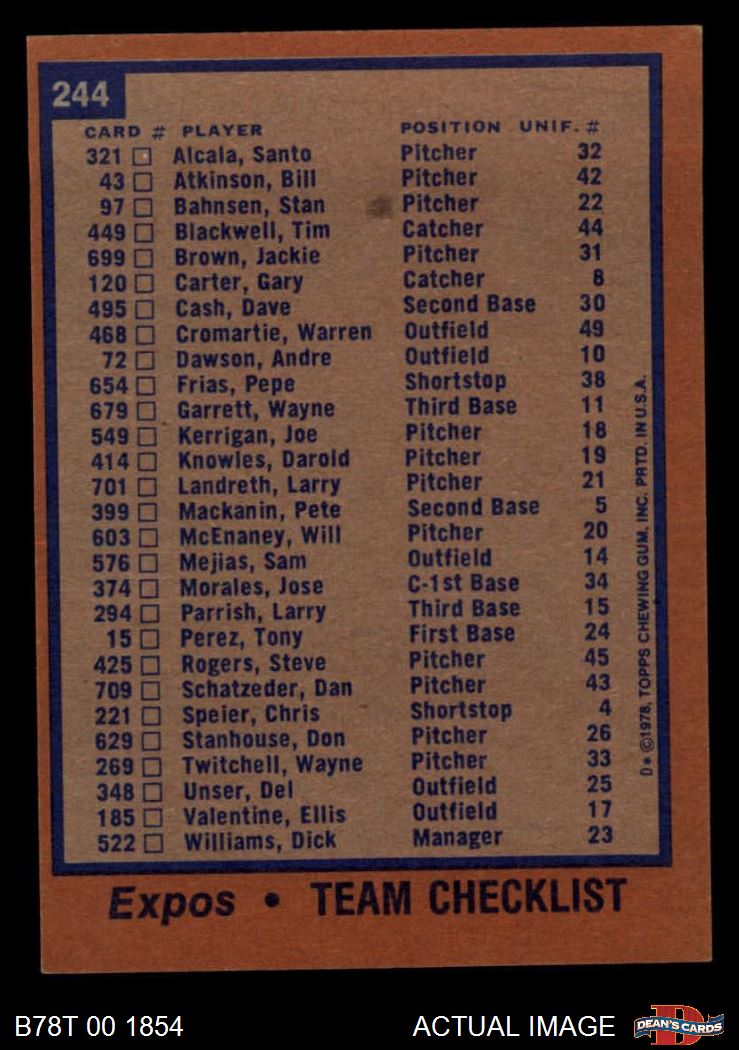 244
CARD # PLAYER POSITION UNIF. #
321 Alcala, Santo Pitcher 32
43 Atkinson, Bill Pitcher 42
97 Bahnsen, Stan Pitcher 22
449 Blackwell, Tim Catcher 44
699 Brown, Jackie Pitcher 31
120 Carter, Gary Catcher 8
495 Cash, Dave Second Base 30
468 Cromartie, Warren Outfield 49
72 Dawson, Andre Outfield 10
654 Frias, Pepe Shortstop 38
679 Garrett, Wayne Third Base 11
549 Kerrigan, Joe Pitcher 18
414 Knowles, Darold Pitcher 19
701 Landreth, Larry Pitcher 21
399 Mackanin, Pete Second Base 5
603 McEnaney, Will Pitcher 20
576 Mejias, Sam Outfield 14
374 Morales, Jose C-1st Base 34
294 Parrish, Larry Third Base 15
15 Perez, Tony First Base 24
425 Rogers, Steve Pitcher 45
709 Schatzeder, Dan Pitcher 43
221 Speier, Chris Shortstop 4
629 Stanhouse, Don Pitcher 26
269 Twitchell, Wayne Pitcher 33
348 Unser, Del Outfield 25
185 Valentine, Ellis Outfield 17
522 Williams, Dick Manager 23
D* ©1978, TOPPS CHEWING GUM, INC. PRTD. IN U.S.A.
Expos • TEAM CHECKLIST
B78T 00 1854 ACTUAL IMAGE
D
DEAN'S CARDS